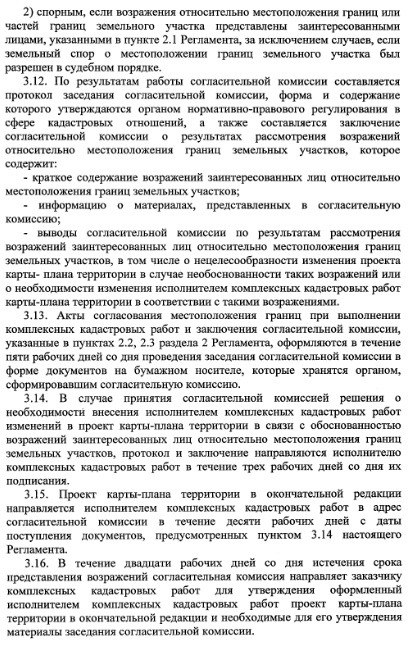 2) спорным, если возражения относительно местоположения границ или
частей границ земельного участка представлены заинтересованными
лицами, указанными в пункте 2.1 Регламента, за исключением случаев, если
земельный спор о местоположении границ земельного участка был
разрешен в судебном порядке.
3.12. По результатам работы согласительной комиссии составляется
протокол заседания согласительной комиссии, форма и содержание
которого утверждаются органом нормативно-правового регулирования в
сфере кадастровых отношений, а также составляется заключение
согласительной комиссии о результатах рассмотрения возражений
относительно местоположения границ земельных участков, которое
содержит:
- краткое содержание возражений заинтересованных лиц относительно
местоположения границ земельных участков;
- информацию о материалах, представленных в согласительную
комиссию;
- выводы согласительной комиссии по результатам рассмотрения
возражений заинтересованных лиц относительно местоположения границ
земельных участков, в том числе о нецелесообразности изменения проекта
карты- плана территории в случае необоснованности таких возражений или
о необходимости изменения исполнителем комплексных кадастровых работ
карты-плана территории в соответствии с такими возражениями.
3.13. Акты согласования местоположения границ при выполнении
комплексных кадастровых работ и заключения согласительной комиссии,
указанные в пунктах 2.2, 2.3 раздела 2 Регламента, оформляются в течение
пяти рабочих дней со дня проведения заседания согласительной комиссии в
форме документов на бумажном носителе, которые хранятся органом,
сформировавшим согласительную комиссию.
3.14. В случае принятия согласительной комиссией решения о
необходимости внесения исполнителем комплексных кадастровых работ
изменений в проект карты-плана территории в связи с обоснованностью
возражений заинтересованных лиц относительно местоположения границ
земельных участков, протокол и заключение направляются исполнителю
комплексных кадастровых работ в течение трех рабочих дней со дня их
подписания.
3.15. Проект карты-плана территории в окончательной редакции
направляется исполнителем комплексных кадастровых работ в адрес
согласительной комиссии в течение десяти рабочих дней с даты
поступления документов, предусмотренных пунктом 3.14 настоящего
Регламента.
3.16. В течение двадцати рабочих дней со дня истечения срока
представления возражений согласительная комиссия направляет заказчику
комплексных кадастровых работ для утверждения оформленный
исполнителем комплексных кадастровых работ проект карты-плана
территории в окончательной редакции и необходимые для его утверждения
материалы заседания согласительной комиссии.